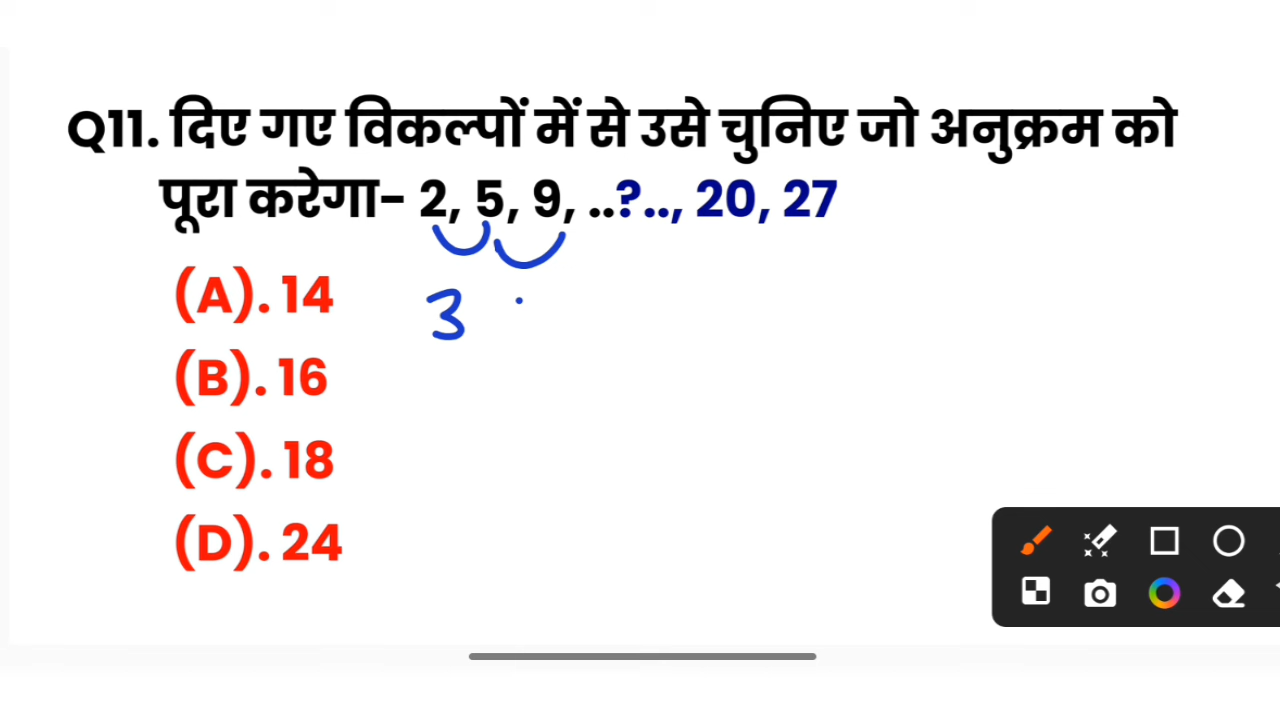 Q11. दिए गए विकल्पों में से उसे चुनिए जो अनुक्रम को
पूरा करेगा- 2, 5, 9, ..?.., 20, 27
(A). 14
3
(B). 16
(C). 18
(D). 24